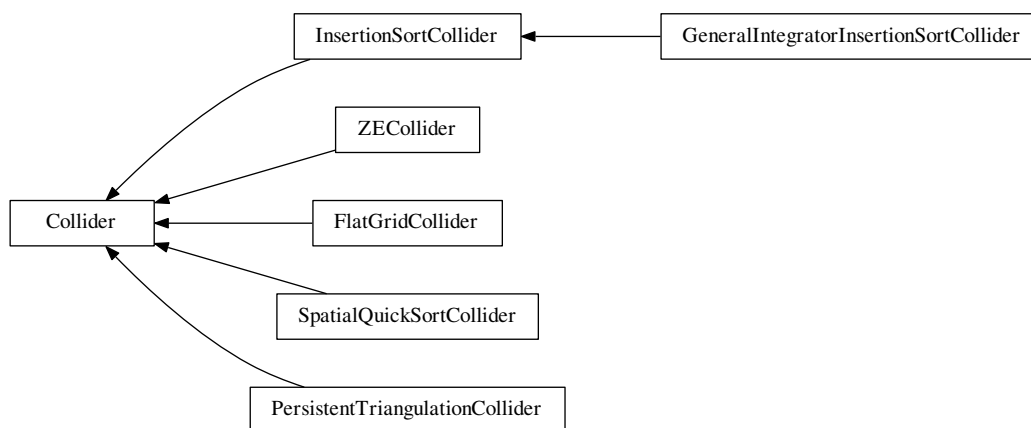 InsertionSortCollider
GeneralIntegratorInsertionSortCollider
ZECollider
Collider
FlatGridCollider
SpatialQuickSortCollider
PersistentTriangulationCollider